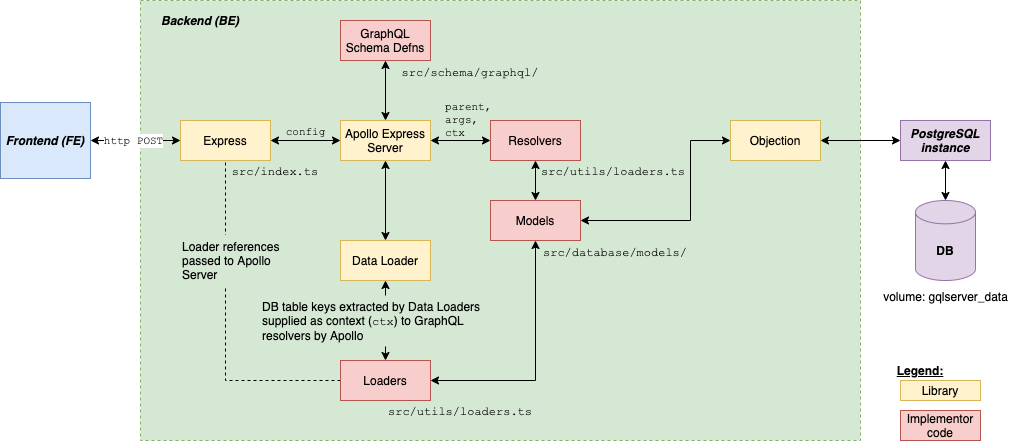 Backend (BE)
GraphQL
Schema Defns
src/schema/graphql/
Frontend (FE)
http POST
Express
config
Apollo Express
Server
parent,
args,
ctx
Resolvers
Objection
PostgreSQL
instance
src/index.ts
src/utils/loaders.ts
Models
src/database/models/
DB
volume: gqlserver_data
Loader references
passed to Apollo
Server
Data Loader
DB table keys extracted by Data Loaders
supplied as context (ctx) to GraphQL
resolvers by Apollo
Loaders
src/utils/loaders.ts
Legend:
Library
Implementor
code